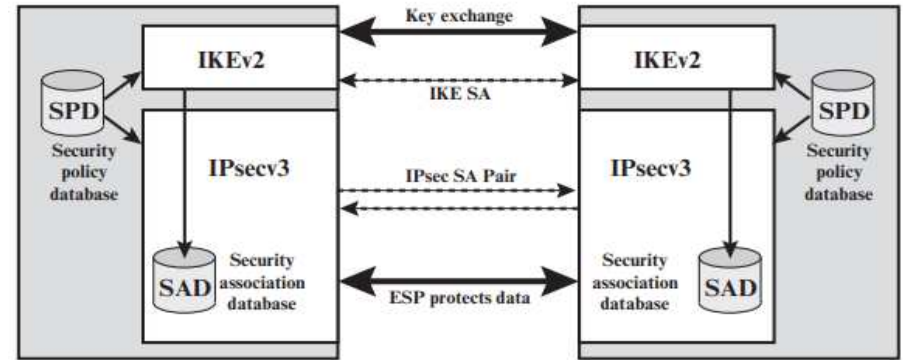 Key exchange
IKEv2
IKEv2
IKE SA
SPD
SPD
Security
policy
database
Security
policy
database
IPsecv3
IPsecv3
IPsec SA Pair
SAD
Security
association
database
Security
association
database
SAD
ESP protects data